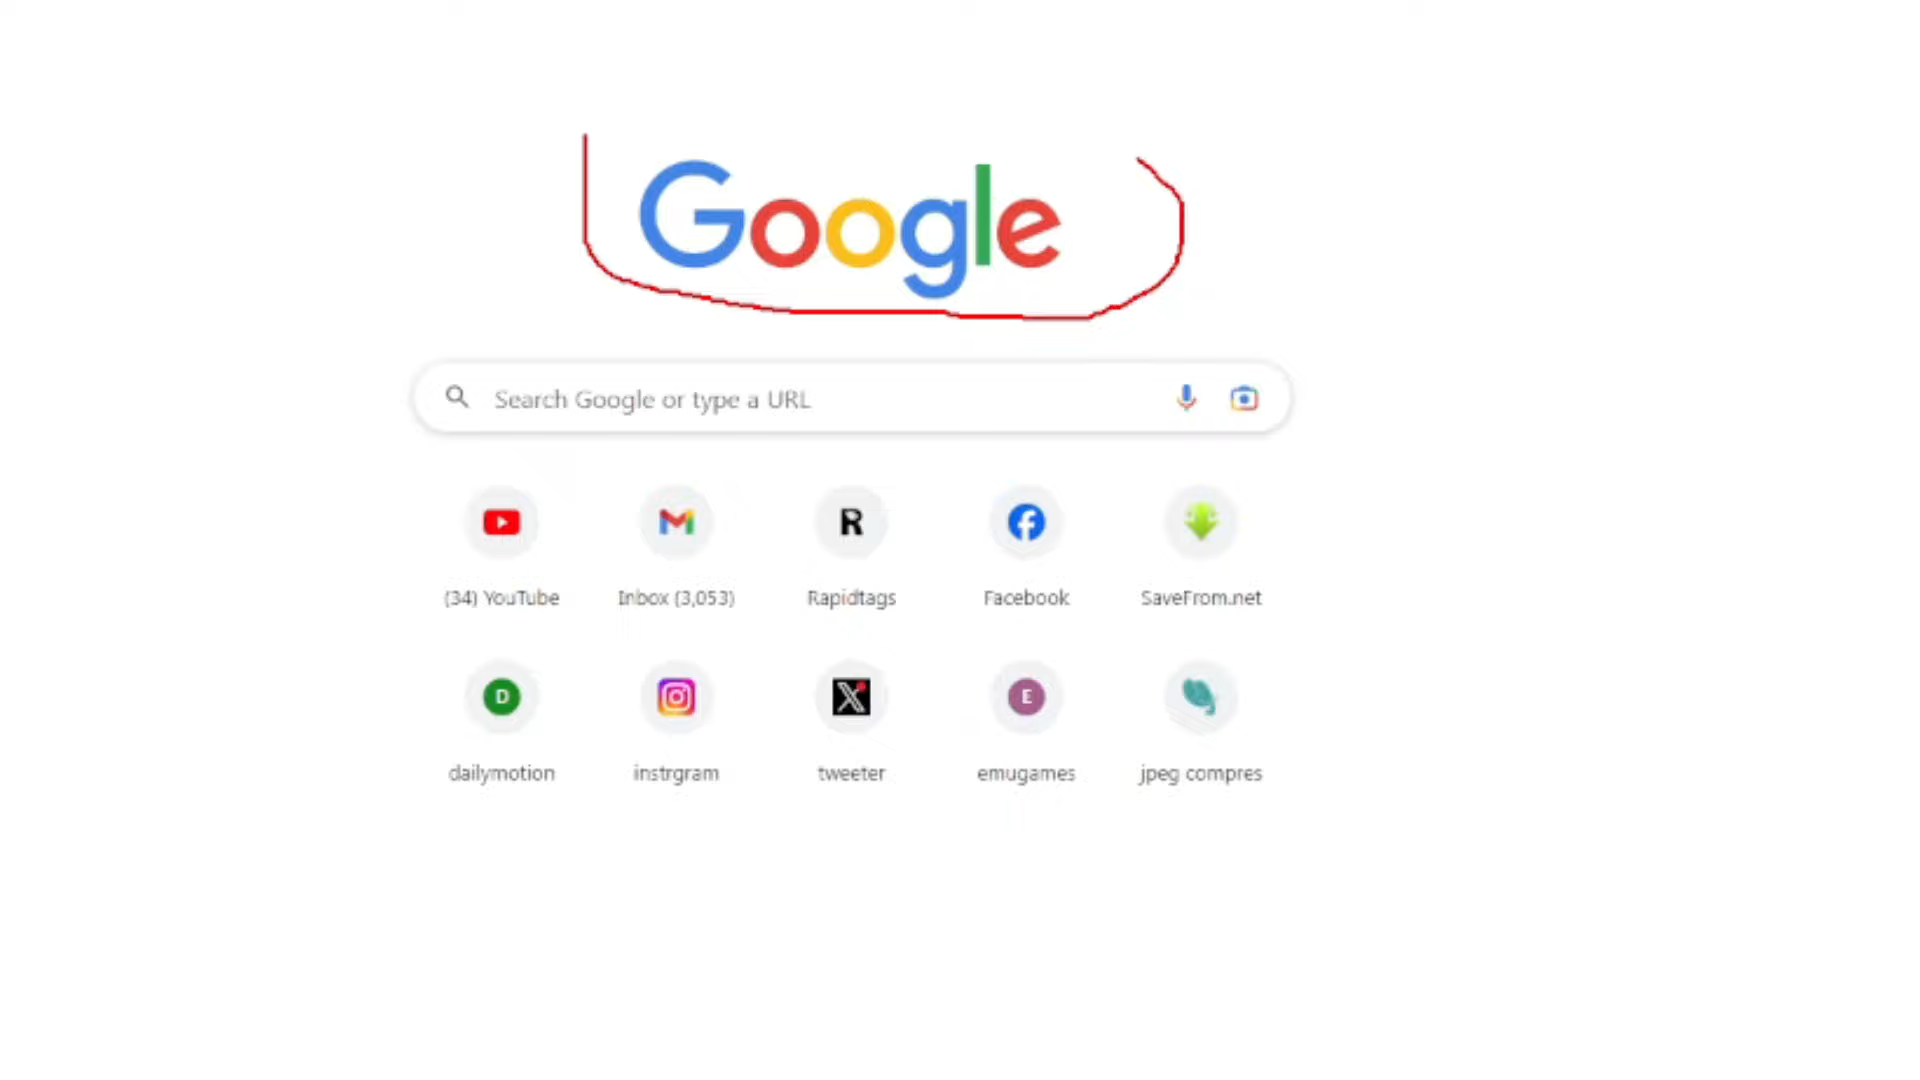 Google
Search Google or type a URL
R
(34) YouTube Inbox (3,053) Rapidtags Facebook SaveFrom.net
D E
dailymotion instrgram tweeter emugames jpeg compres